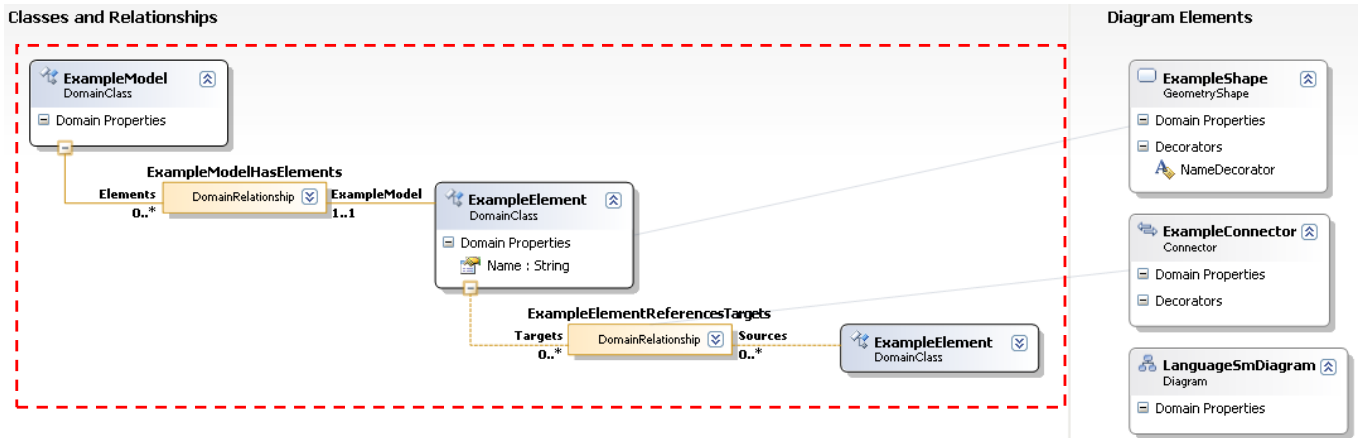 Classes and Relationships
Diagram Elements
ExampleModel
DomainClass
Domain Properties
ExampleModelHasElements
Elements
0..*
DomainRelationship
ExampleModel
1..1
ExampleElement
DomainClass
Domain Properties
Name : String
ExampleElementReferencesTargets
Targets
0..*
DomainRelationship
Sources
0..*
ExampleElement
DomainClass
ExampleShape
GeometryShape
Domain Properties
Decorators
NameDecorator
ExampleConnector
Connector
Domain Properties
Decorators
LanguageSmDiagram
Diagram
Domain Properties